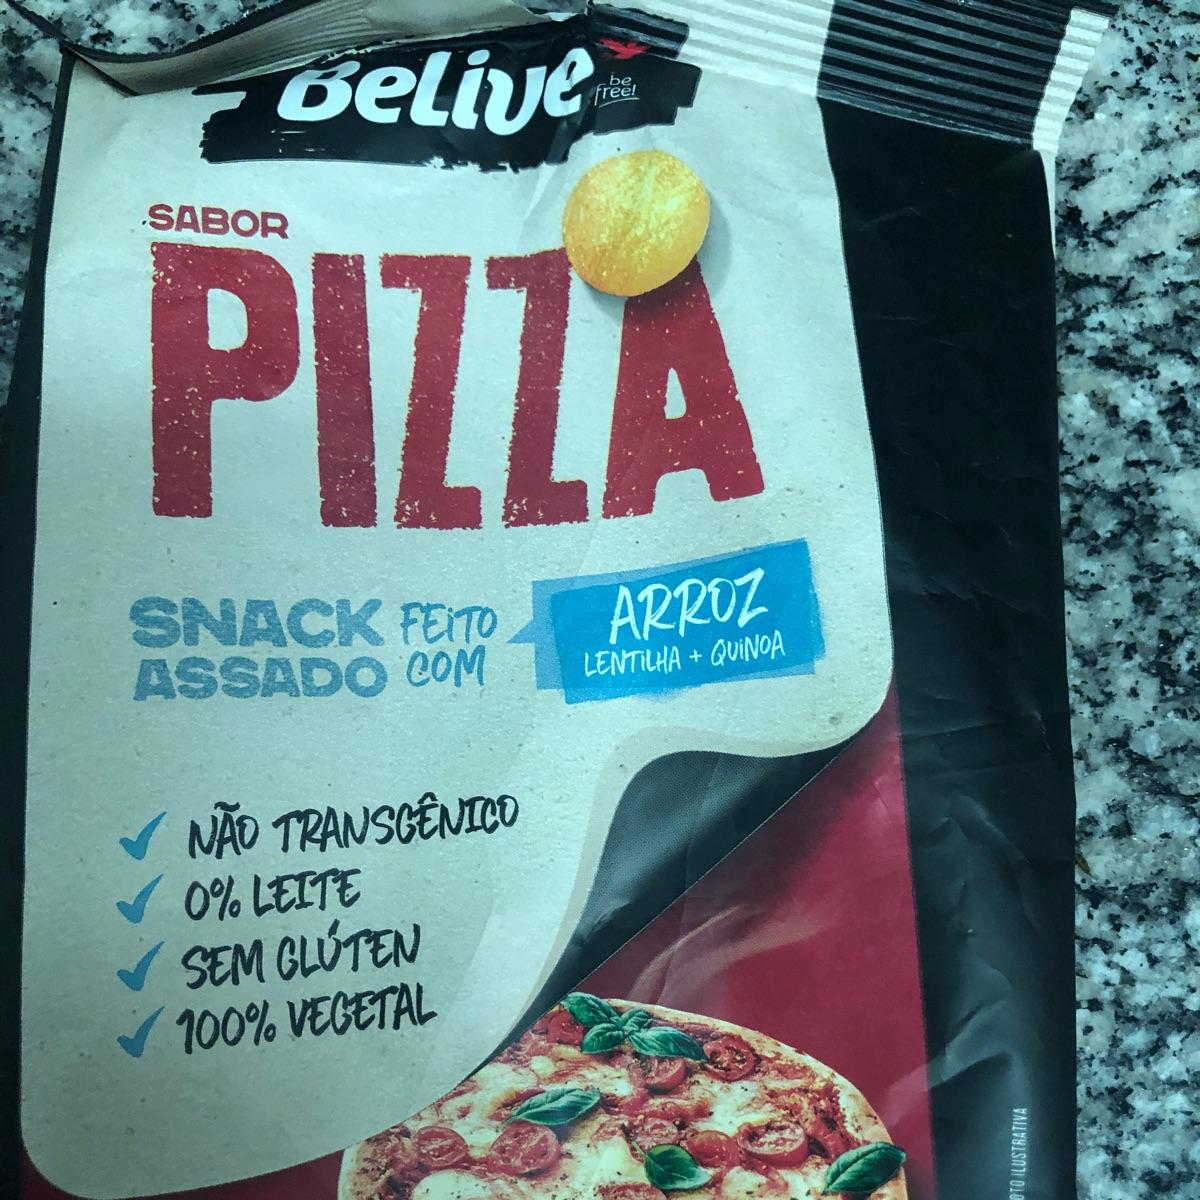 BeLive
be
free!
SABOR
PIZZA
SNACK
ASSADO
FEITO
COM
ARROZ
LENTILHA + QUINOA
NÃO TRANSGÊNICO
0% LEITE
SEM GLÚTEN
100% VEGETAL
ILUSTRATIVA